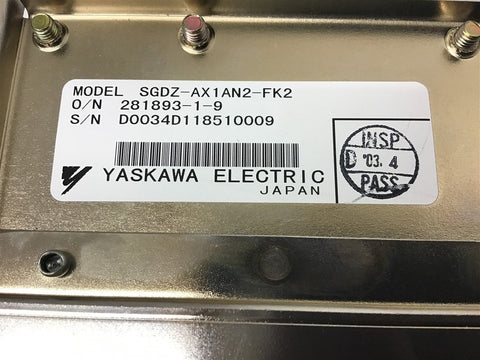 MODEL SGDZ-AX1AN2-FK2
O/N 281893-1-9
S/N D0034D118510009
YASKAWA ELECTRIC
JAPAN
INSP
D '03. 4
PASS